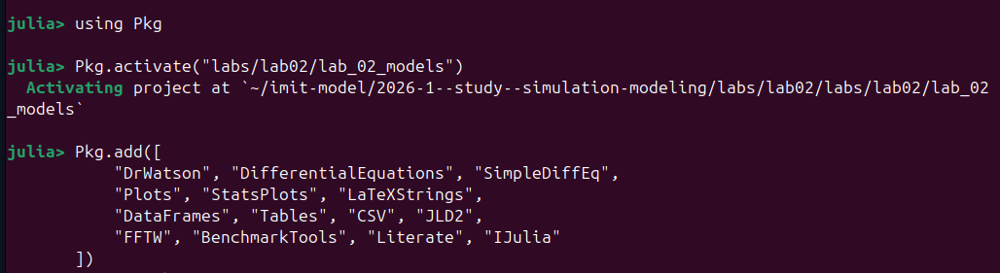 julia> using Pkg
julia> Pkg.activate("labs/lab02/lab_02_models")
  Activating project at `~/imit-model/2026-1--study--simulation-modeling/labs/lab02/labs/lab02/lab_02
_models`
julia> Pkg.add([
           "DrWatson", "DifferentialEquations", "SimpleDiffEq",
           "Plots", "StatsPlots", "LaTeXStrings",
           "DataFrames", "Tables", "CSV", "JLD2",
           "FFTW", "BenchmarkTools", "Literate", "IJulia"
       ])